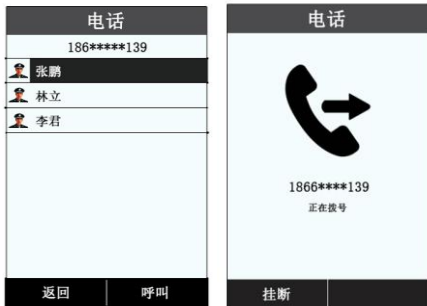 电话
186*****139
张鹏
林立
李君
返回 呼叫
电话
1866****139
正在拨号
挂断